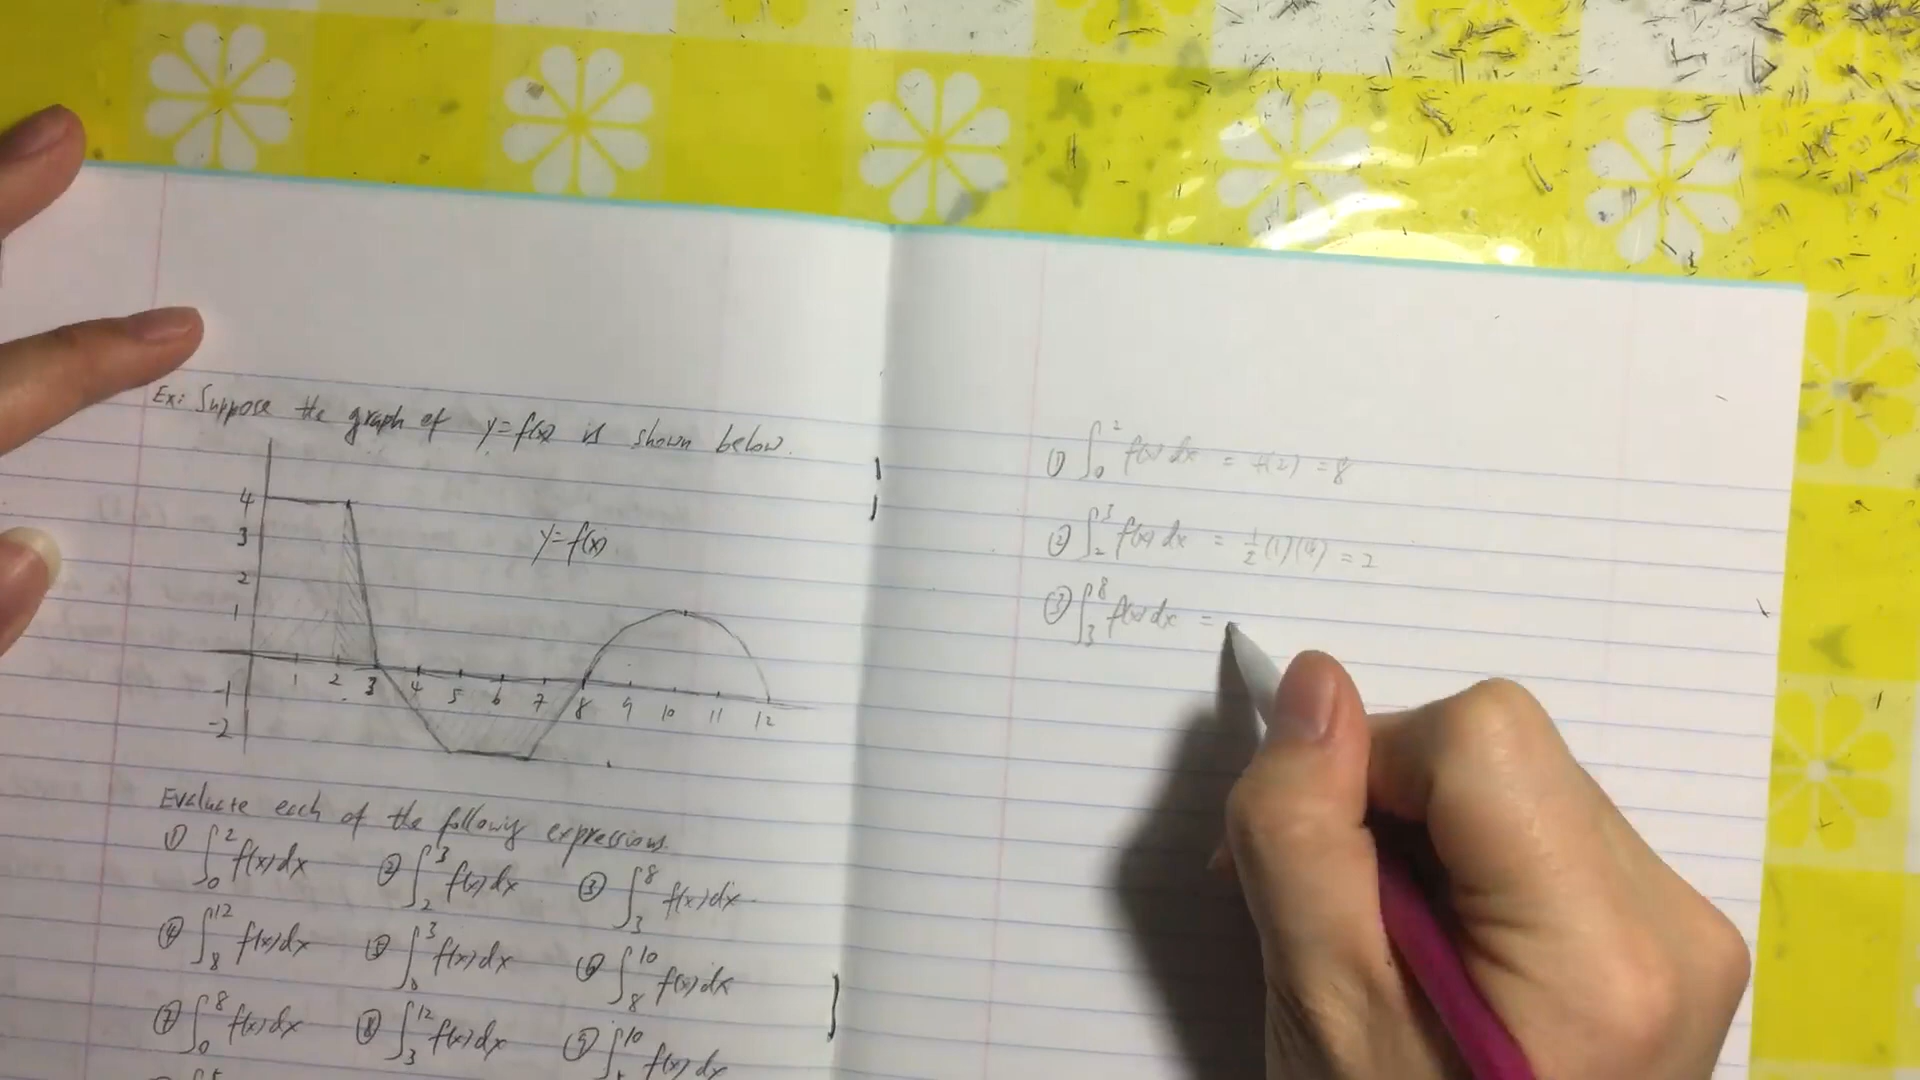 Ex: Suppose the graph of y=f(x) is shown below.
4
3
2
1
-1
-2
y=f(x)
1 2 3 4 5 6 7 8 9 10 11 12
Evaluate each of the following expressions.
① ∫₀² f(x)dx ② ∫₂³ f(x)dx ③ ∫₃⁸ f(x)dx
④ ∫₈¹² f(x)dx ⑤ ∫₀³ f(x)dx ⑥ ∫₈¹⁰ f(x)dx
⑦ ∫₀⁸ f(x)dx ⑧ ∫₃¹² f(x)dx ⑨ ∫¹⁰ f(x)dx
① ∫₀² f(x)dx = 4(2) = 8
② ∫₂³ f(x)dx = 1/2 (1)(4) = 2
③ ∫₃⁸ f(x)dx =